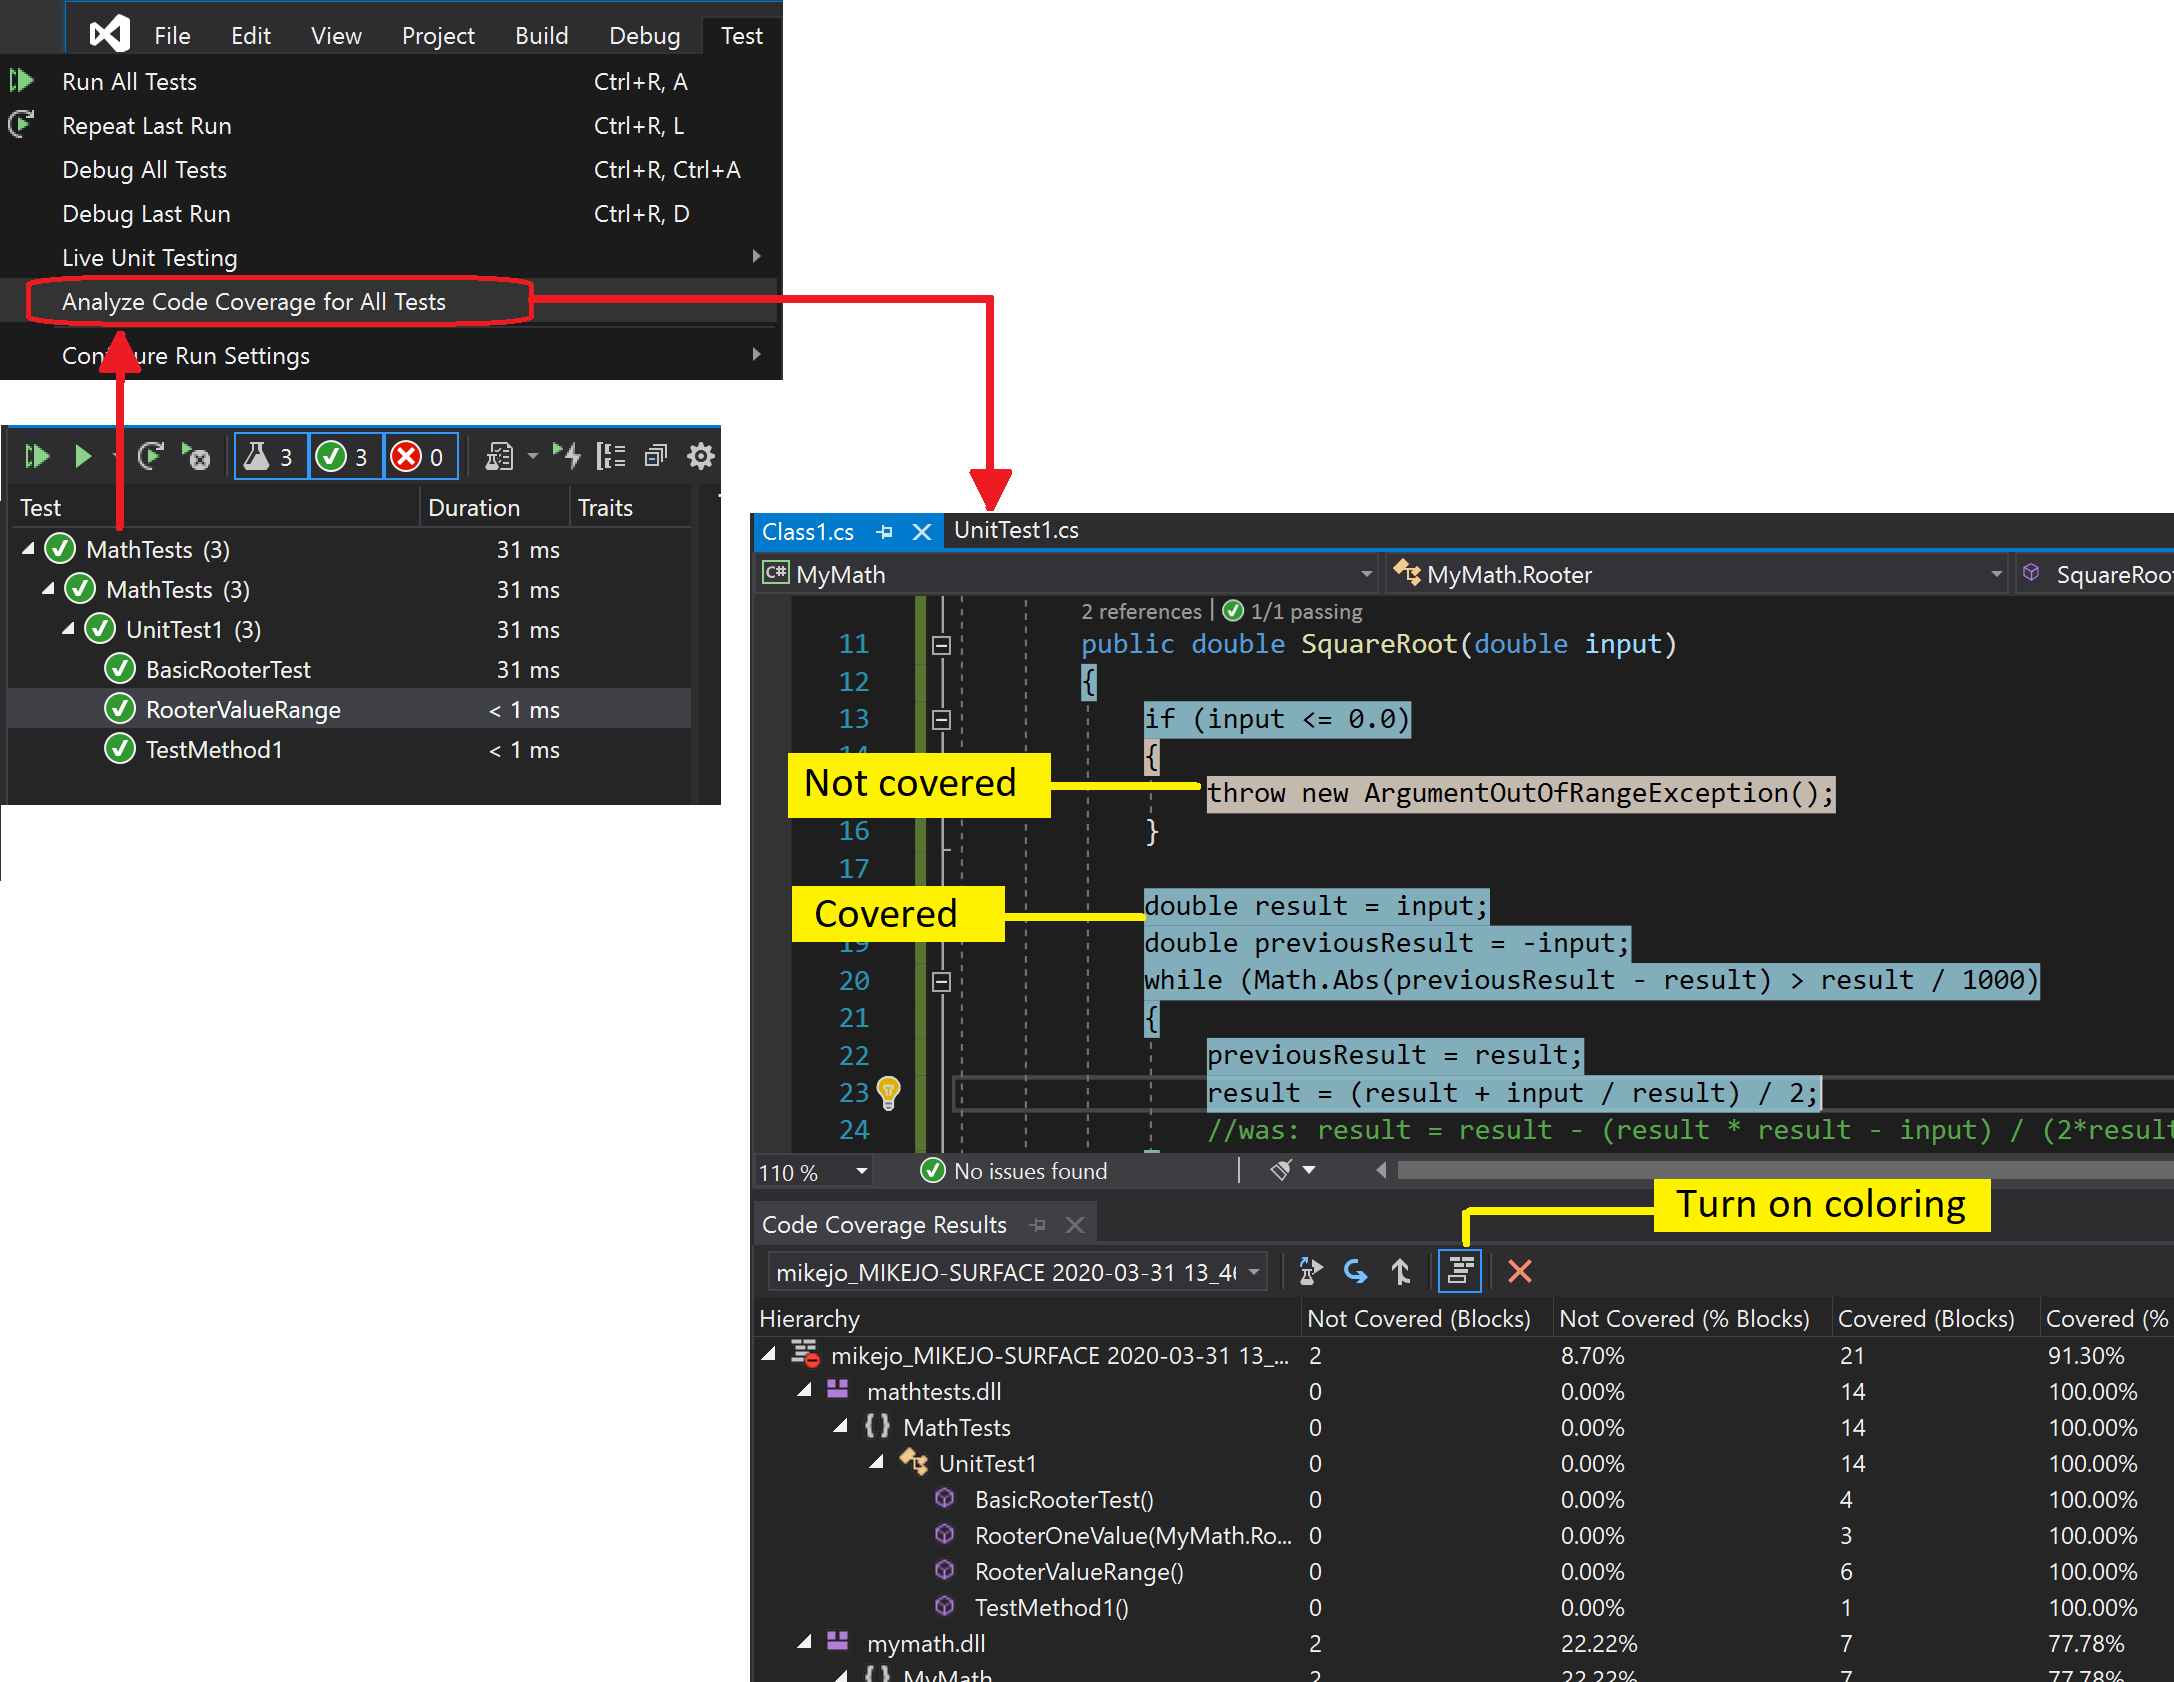 File Edit View Project Build Debug Test
Run All Tests Ctrl+R, A
Repeat Last Run Ctrl+R, L
Debug All Tests Ctrl+R, Ctrl+A
Debug Last Run Ctrl+R, D
Live Unit Testing
Analyze Code Coverage for All Tests
Run Settings
3 3 0
Test Duration Traits
MathTests (3) 31 ms
MathTests (3) 31 ms
UnitTest1 (3) 31 ms
BasicRooterTest 31 ms
RooterValueRange < 1 ms
TestMethod1 < 1 ms
Class1.cs UnitTest1.cs
C# MyMath MyMath.Rooter SquareRoot
2 references | 1/1 passing
11 public double SquareRoot(double input)
12 {
13 if (input <= 0.0)
14 {
Not covered throw new ArgumentOutOfRangeException();
16 }
17
Covered double result = input;
19 double previousResult = -input;
20 while (Math.Abs(previousResult - result) > result / 1000)
21 {
22 previousResult = result;
23 result = (result + input / result) / 2;
24 //was: result = result - (result * result - input) / (2*result
110 % No issues found
Turn on coloring
Code Coverage Results
mikejo_MIKEJO-SURFACE 2020-03-31 13_4
Hierarchy Not Covered (Blocks) Not Covered (% Blocks) Covered (Blocks) Covered (%
mikejo_MIKEJO-SURFACE 2020-03-31 13_... 2 8.70% 21 91.30%
mathtests.dll 0 0.00% 14 100.00%
{} MathTests 0 0.00% 14 100.00%
UnitTest1 0 0.00% 14 100.00%
BasicRooterTest() 0 0.00% 4 100.00%
RooterOneValue(MyMath.Ro... 0 0.00% 3 100.00%
RooterValueRange() 0 0.00% 6 100.00%
TestMethod1() 0 0.00% 1 100.00%
mymath.dll 2 22.22% 7 77.78%
{} MyMath 2 22.22% 7 77.78%